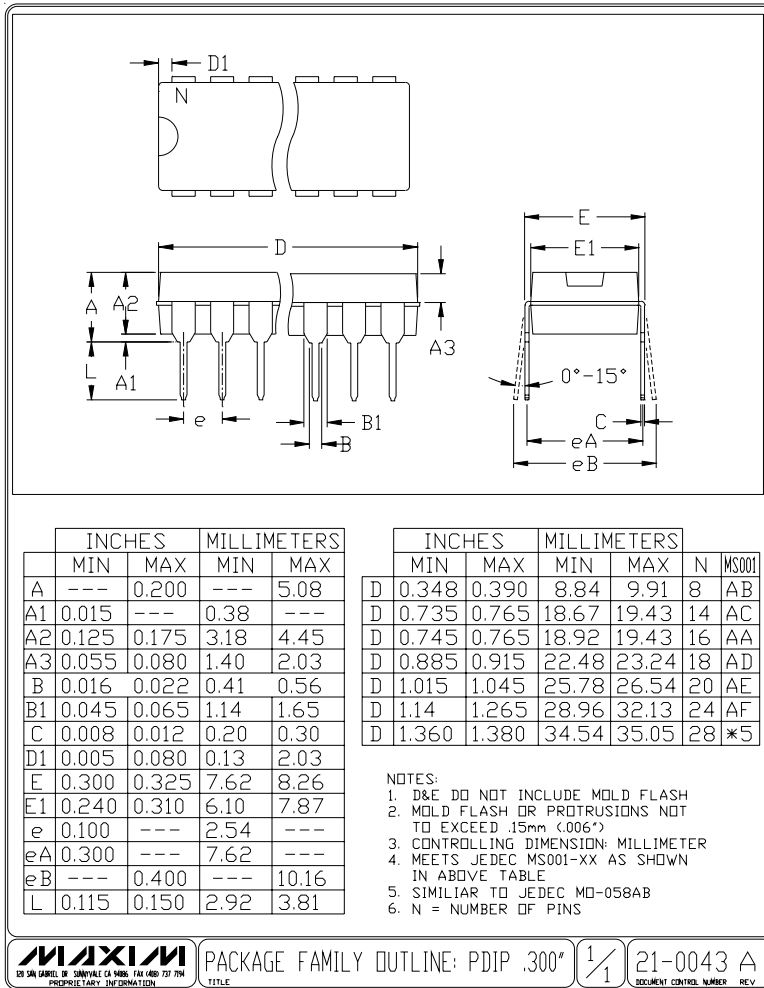 D1
N
D
E
E1
A
A2
A3
L
A1
0°-15°
e
B1
B
C
eA
eB
INCHES MILLIMETERS
MIN MAX MIN MAX
A --- 0.200 --- 5.08
A1 0.015 --- 0.38 ---
A2 0.125 0.175 3.18 4.45
A3 0.055 0.080 1.40 2.03
B 0.016 0.022 0.41 0.56
B1 0.045 0.065 1.14 1.65
C 0.008 0.012 0.20 0.30
D1 0.005 0.080 0.13 2.03
E 0.300 0.325 7.62 8.26
E1 0.240 0.310 6.10 7.87
e 0.100 --- 2.54 ---
eA 0.300 --- 7.62 ---
eB --- 0.400 --- 10.16
L 0.115 0.150 2.92 3.81
INCHES MILLIMETERS
MIN MAX MIN MAX N MS001
D 0.348 0.390 8.84 9.91 8 AB
D 0.735 0.765 18.67 19.43 14 AC
D 0.745 0.765 18.92 19.43 16 AA
D 0.885 0.915 22.48 23.24 18 AD
D 1.015 1.045 25.78 26.54 20 AE
D 1.14 1.265 28.96 32.13 24 AF
D 1.360 1.380 34.54 35.05 28 *5
NOTES:
1. D&E DO NOT INCLUDE MOLD FLASH
2. MOLD FLASH OR PROTRUSIONS NOT
TO EXCEED .15mm (.006")
3. CONTROLLING DIMENSION: MILLIMETER
4. MEETS JEDEC MS001-XX AS SHOWN
IN ABOVE TABLE
5. SIMILIAR TO JEDEC MO-058AB
6. N = NUMBER OF PINS
MAXIM
120 SAN GABRIEL DR SUNNYVALE CA 94086 FAX (408) 737 7194
PROPRIETARY INFORMATION
PACKAGE FAMILY OUTLINE: PDIP .300"
TITLE
1/1
21-0043 A
DOCUMENT CONTROL NUMBER REV